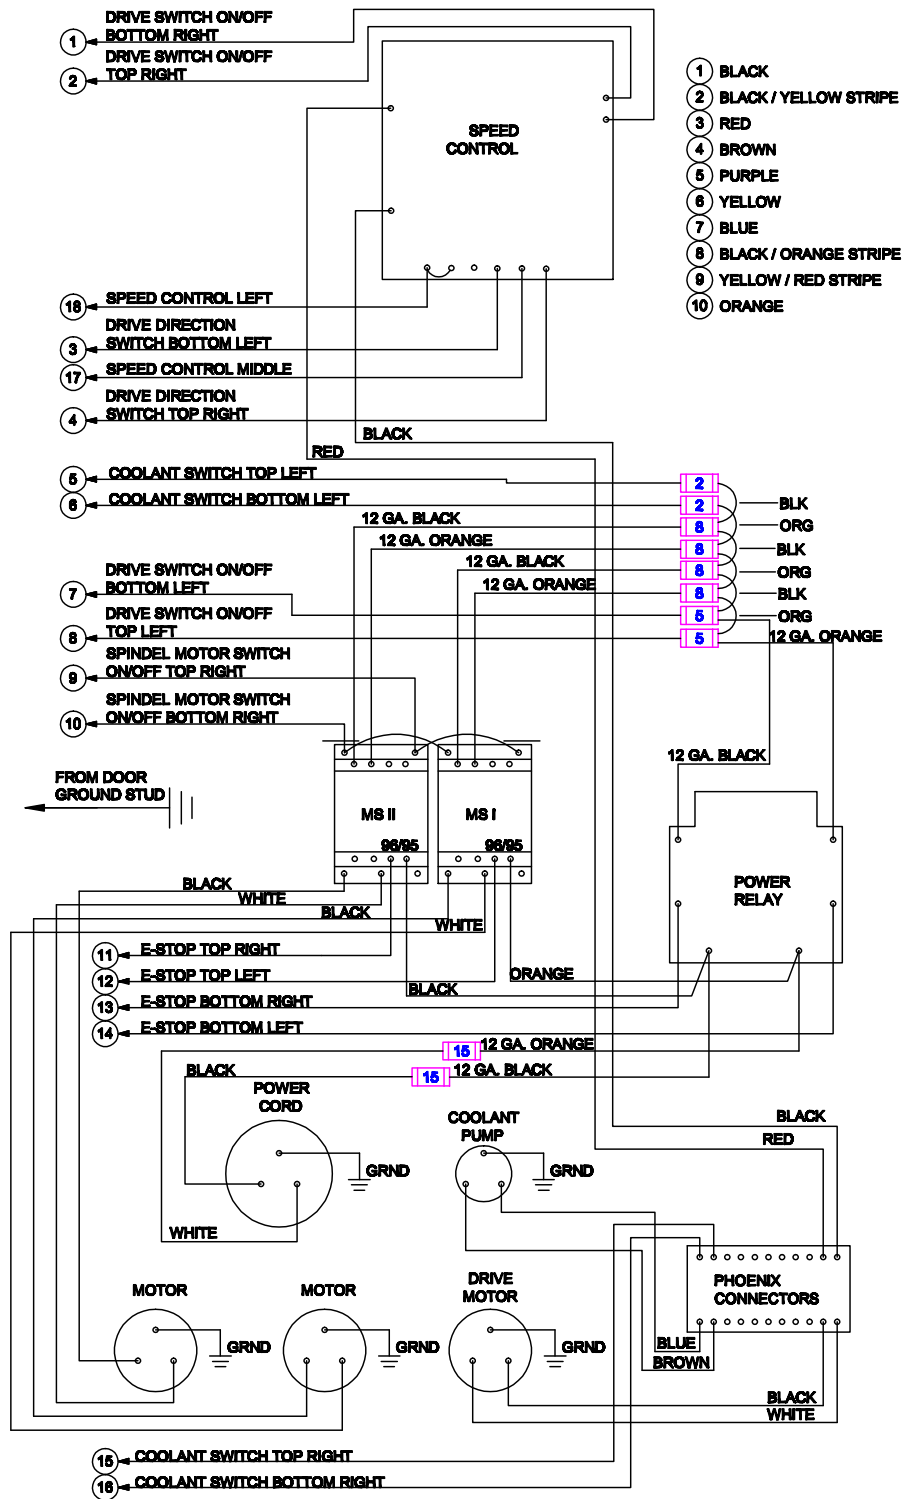 DRIVE SWITCH ON/OFF
1 BOTTOM RIGHT
DRIVE SWITCH ON/OFF
2 TOP RIGHT
SPEED
CONTROL
1 BLACK
2 BLACK / YELLOW STRIPE
3 RED
4 BROWN
5 PURPLE
6 YELLOW
7 BLUE
8 BLACK / ORANGE STRIPE
9 YELLOW / RED STRIPE
10 ORANGE
18 SPEED CONTROL LEFT
DRIVE DIRECTION
3 SWITCH BOTTOM LEFT
17 SPEED CONTROL MIDDLE
DRIVE DIRECTION
4 SWITCH TOP RIGHT
BLACK
RED
5 COOLANT SWITCH TOP LEFT
2
6 COOLANT SWITCH BOTTOM LEFT
2
BLK
12 GA. BLACK
8
ORG
12 GA. ORANGE
8
BLK
12 GA. BLACK
8
ORG
12 GA. ORANGE
8
BLK
DRIVE SWITCH ON/OFF
7 BOTTOM LEFT
5
ORG
DRIVE SWITCH ON/OFF
8 TOP LEFT
5
12 GA. ORANGE
SPINDEL MOTOR SWITCH
9 ON/OFF TOP RIGHT
SPINDEL MOTOR SWITCH
10 ON/OFF BOTTOM RIGHT
12 GA. BLACK
FROM DOOR
GROUND STUD
MS II
96/95
MS I
96/95
POWER
RELAY
BLACK
WHITE
BLACK
WHITE
11 E-STOP TOP RIGHT
12 E-STOP TOP LEFT
ORANGE
BLACK
13 E-STOP BOTTOM RIGHT
14 E-STOP BOTTOM LEFT
15 12 GA. ORANGE
BLACK
15 12 GA. BLACK
POWER
CORD
GRND
WHITE
COOLANT
PUMP
GRND
BLACK
RED
PHOENIX
CONNECTORS
MOTOR
GRND
MOTOR
GRND
DRIVE
MOTOR
GRND
BLUE
BROWN
BLACK
WHITE
15 COOLANT SWITCH TOP RIGHT
16 COOLANT SWITCH BOTTOM RIGHT